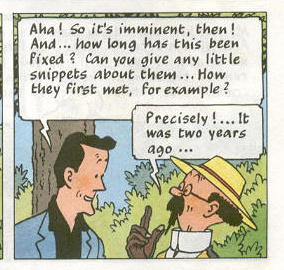 Aha! So it's imminent, then!
And... how long has this been
fixed? Can you give any little
snippets about them... How
they first met, for example?
Precisely!... It
was two years
ago ...